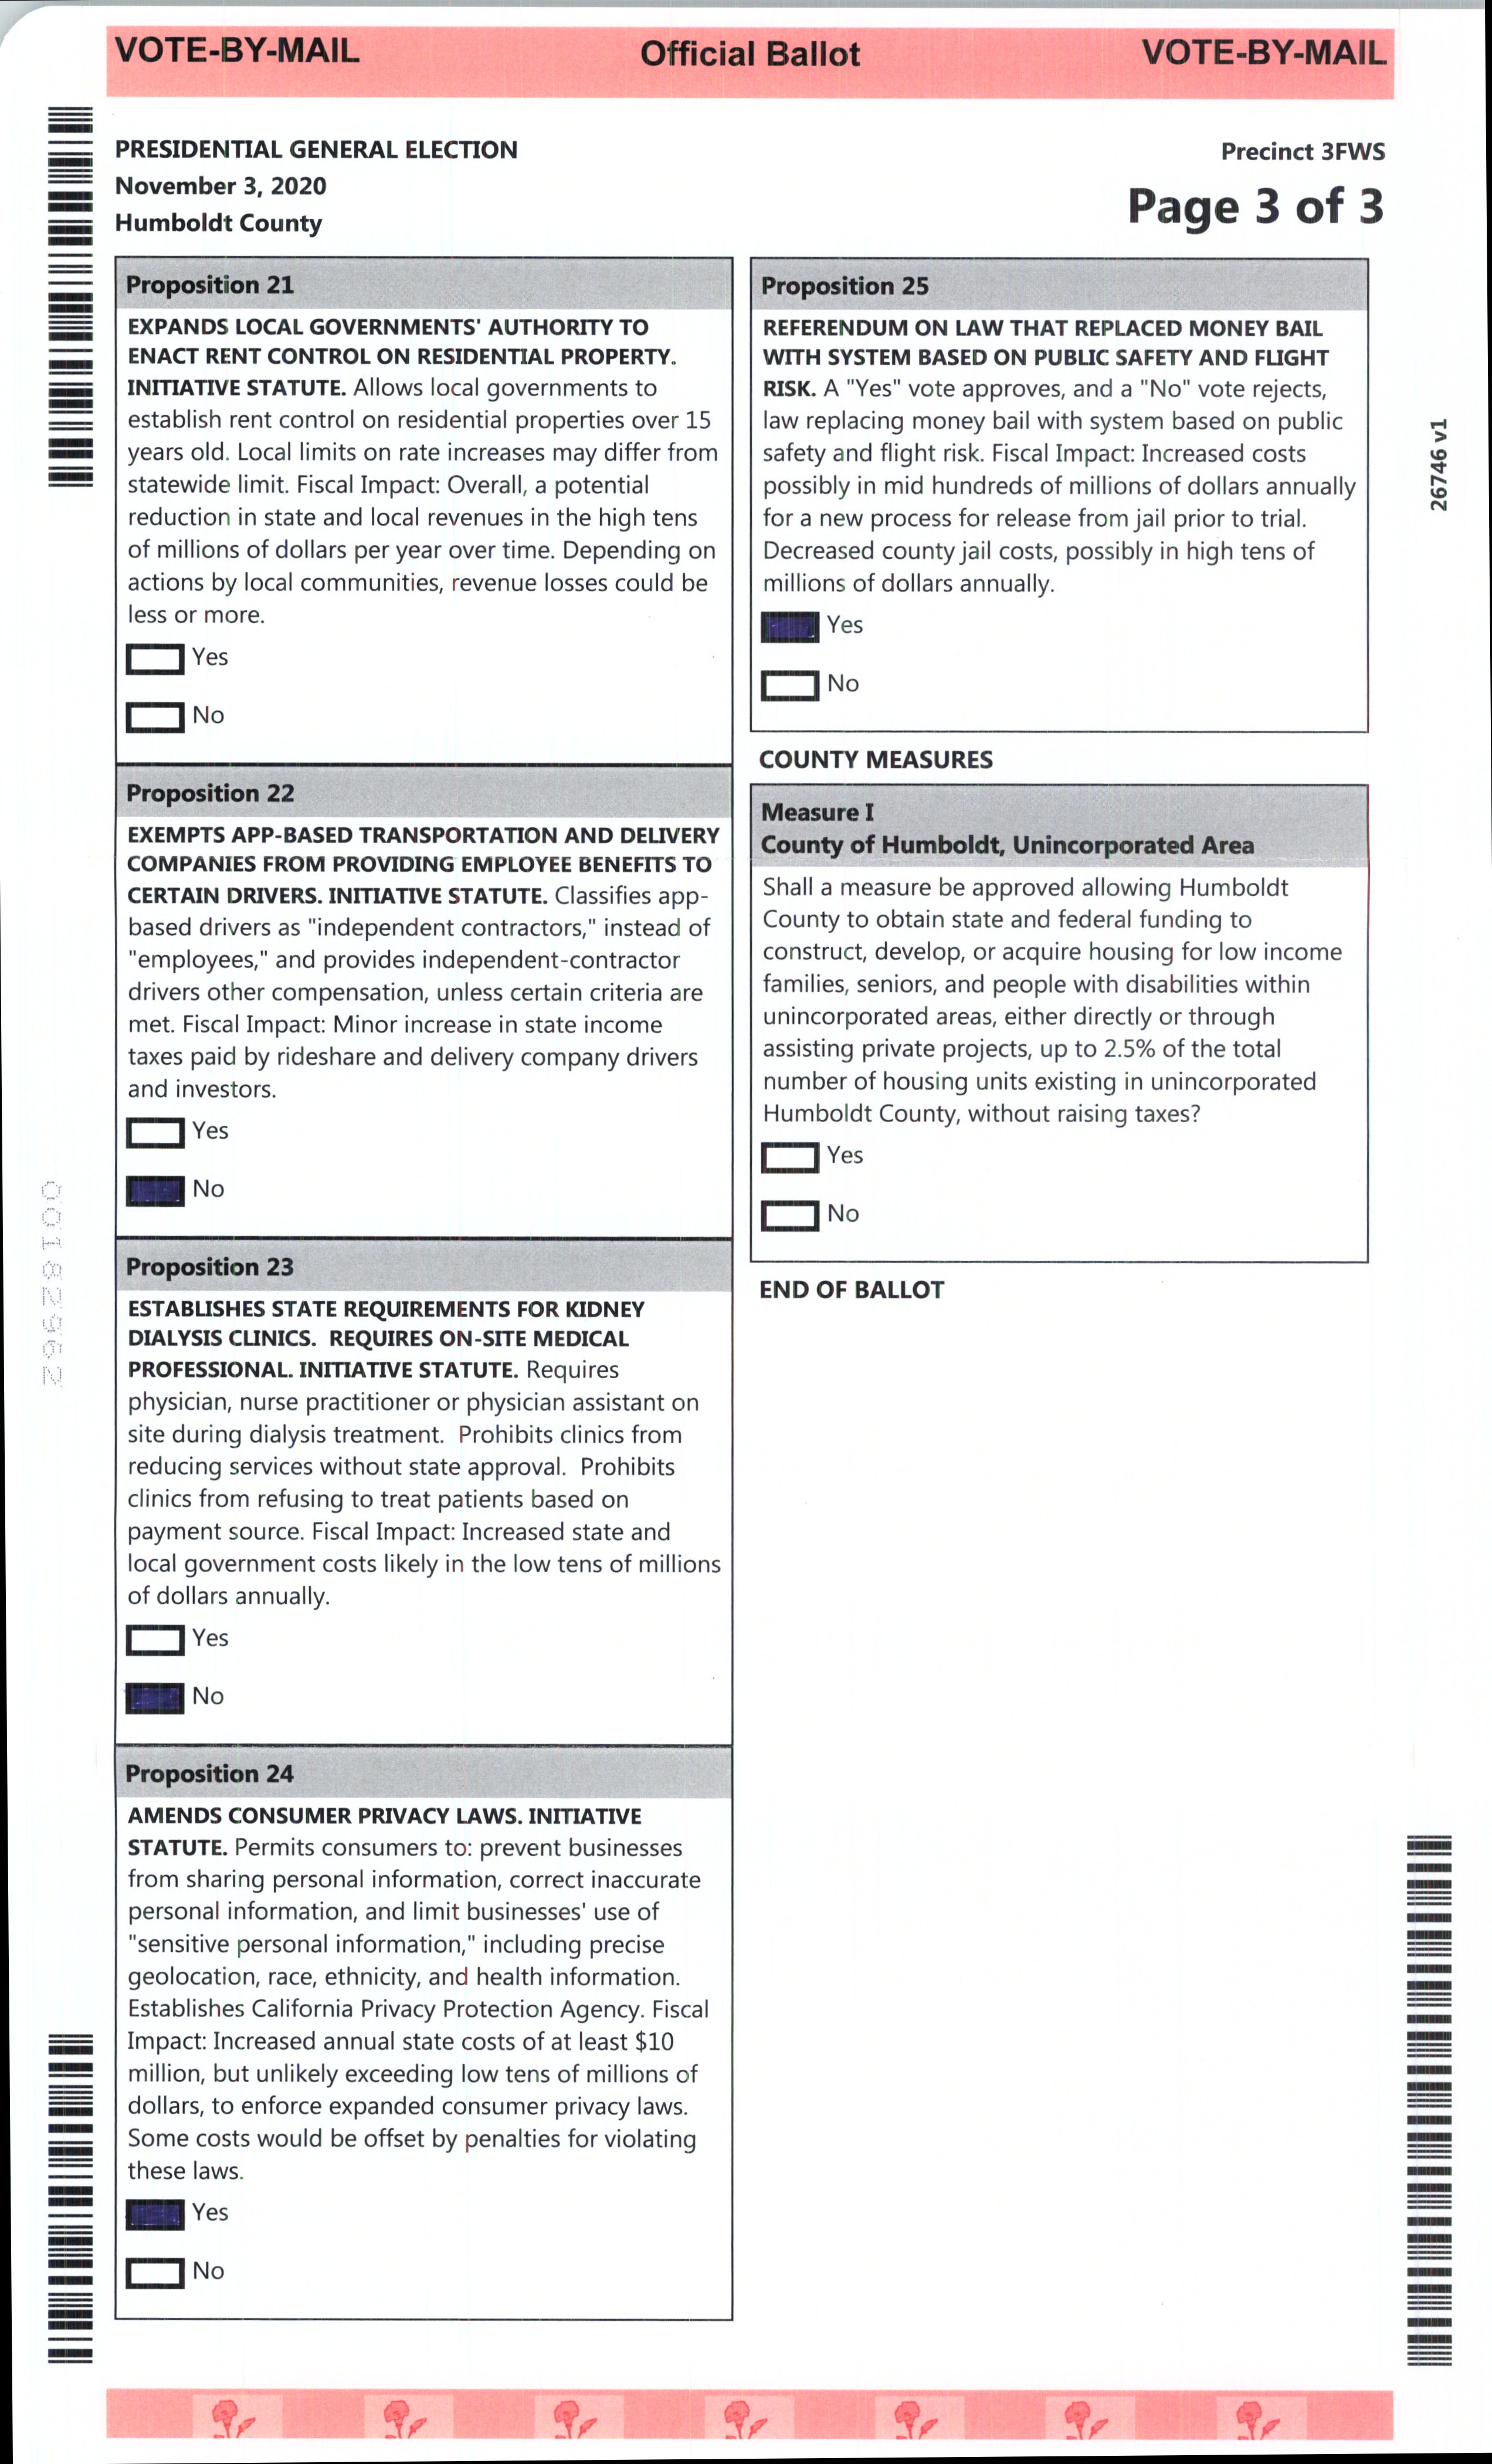 VOTE-BY-MAIL Official Ballot VOTE-BY-MAIL
PRESIDENTIAL GENERAL ELECTION
November 3, 2020
Humboldt County
Precinct 3FWS
Page 3 of 3
Proposition 21
EXPANDS LOCAL GOVERNMENTS' AUTHORITY TO
ENACT RENT CONTROL ON RESIDENTIAL PROPERTY.
INITIATIVE STATUTE. Allows local governments to
establish rent control on residential properties over 15
years old. Local limits on rate increases may differ from
statewide limit. Fiscal Impact: Overall, a potential
reduction in state and local revenues in the high tens
of millions of dollars per year over time. Depending on
actions by local communities, revenue losses could be
less or more.
Yes
No
Proposition 22
EXEMPTS APP-BASED TRANSPORTATION AND DELIVERY
COMPANIES FROM PROVIDING EMPLOYEE BENEFITS TO
CERTAIN DRIVERS. INITIATIVE STATUTE. Classifies app-
based drivers as "independent contractors," instead of
"employees," and provides independent-contractor
drivers other compensation, unless certain criteria are
met. Fiscal Impact: Minor increase in state income
taxes paid by rideshare and delivery company drivers
and investors.
Yes
No
Proposition 23
ESTABLISHES STATE REQUIREMENTS FOR KIDNEY
DIALYSIS CLINICS. REQUIRES ON-SITE MEDICAL
PROFESSIONAL. INITIATIVE STATUTE. Requires
physician, nurse practitioner or physician assistant on
site during dialysis treatment. Prohibits clinics from
reducing services without state approval. Prohibits
clinics from refusing to treat patients based on
payment source. Fiscal Impact: Increased state and
local government costs likely in the low tens of millions
of dollars annually.
Yes
No
Proposition 24
AMENDS CONSUMER PRIVACY LAWS. INITIATIVE
STATUTE. Permits consumers to: prevent businesses
from sharing personal information, correct inaccurate
personal information, and limit businesses' use of
"sensitive personal information," including precise
geolocation, race, ethnicity, and health information.
Establishes California Privacy Protection Agency. Fiscal
Impact: Increased annual state costs of at least $10
million, but unlikely exceeding low tens of millions of
dollars, to enforce expanded consumer privacy laws.
Some costs would be offset by penalties for violating
these laws.
Yes
No
Proposition 25
REFERENDUM ON LAW THAT REPLACED MONEY BAIL
WITH SYSTEM BASED ON PUBLIC SAFETY AND FLIGHT
RISK. A "Yes" vote approves, and a "No" vote rejects,
law replacing money bail with system based on public
safety and flight risk. Fiscal Impact: Increased costs
possibly in mid hundreds of millions of dollars annually
for a new process for release from jail prior to trial.
Decreased county jail costs, possibly in high tens of
millions of dollars annually.
Yes
No
COUNTY MEASURES
Measure I
County of Humboldt, Unincorporated Area
Shall a measure be approved allowing Humboldt
County to obtain state and federal funding to
construct, develop, or acquire housing for low income
families, seniors, and people with disabilities within
unincorporated areas, either directly or through
assisting private projects, up to 2.5% of the total
number of housing units existing in unincorporated
Humboldt County, without raising taxes?
Yes
No
END OF BALLOT
26746 v1